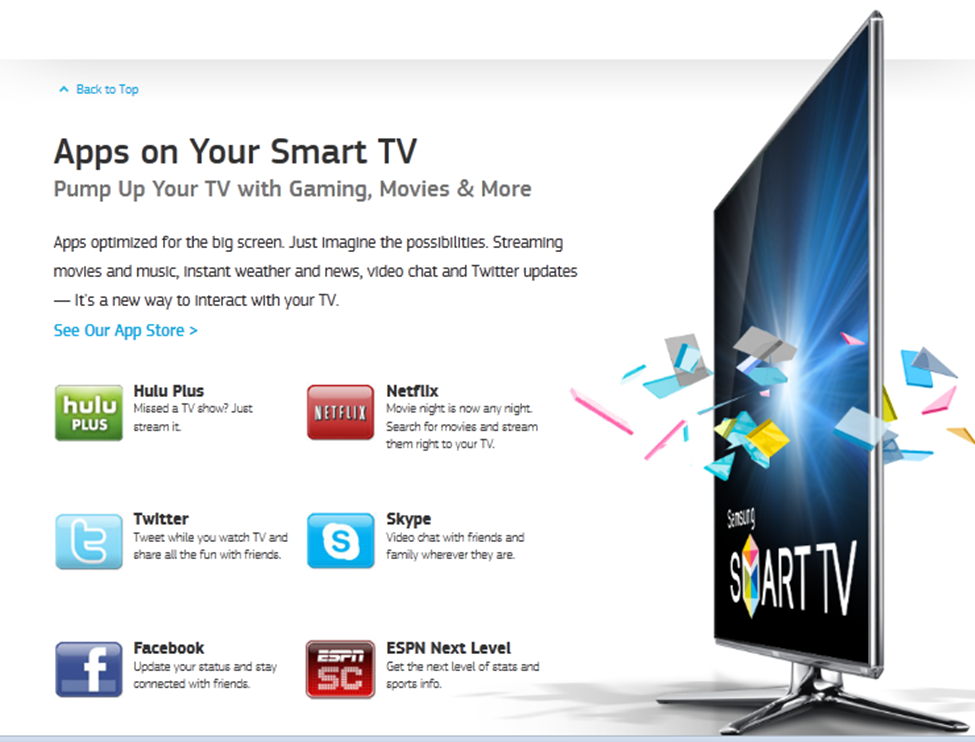 Back to Top
Apps on Your Smart TV
Pump Up Your TV with Gaming, Movies & More
Apps optimized for the big screen. Just imagine the possibilities. Streaming
movies and music, instant weather and news, video chat and Twitter updates
— It's a new way to interact with your TV.
See Our App Store >
hulu
PLUS
Hulu Plus
Missed a TV show? Just
stream it.
NETFLIX
Netflix
Movie night is now any night.
Search for movies and stream
them right to your TV.
t
Twitter
Tweet while you watch TV and
share all the fun with friends.
S
Skype
Video chat with friends and
family wherever they are.
f
Facebook
Update your status and stay
connected with friends.
ESPN
SC
ESPN Next Level
Get the next level of stats and
sports info.
Samsung
SMART TV